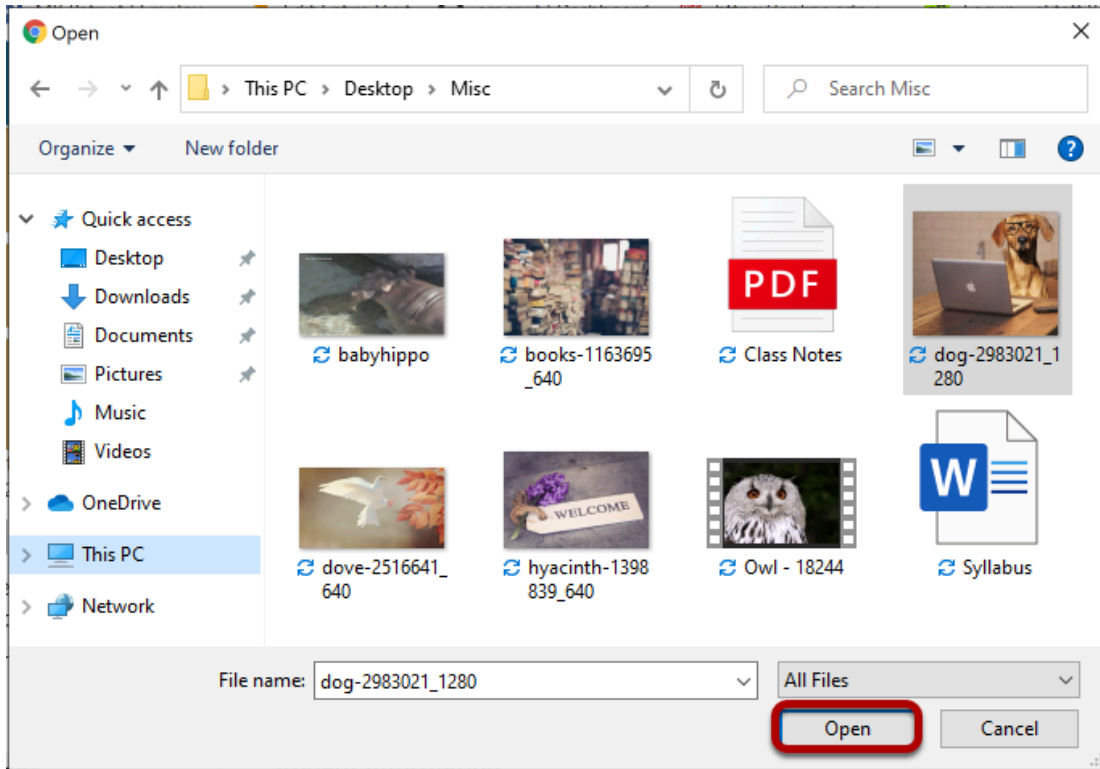 Open
This PC > Desktop > Misc
Search Misc
Organize
New folder
?
Quick access
Desktop
Downloads
Documents
Pictures
Music
Videos
OneDrive
This PC
Network
babyhippo
books-1163695
_640
PDF
Class Notes
dog-2983021_1
280
dove-2516641_
640
WELCOME
hyacinth-1398
839_640
Owl - 18244
W
Syllabus
File name: dog-2983021_1280
All Files
Open
Cancel